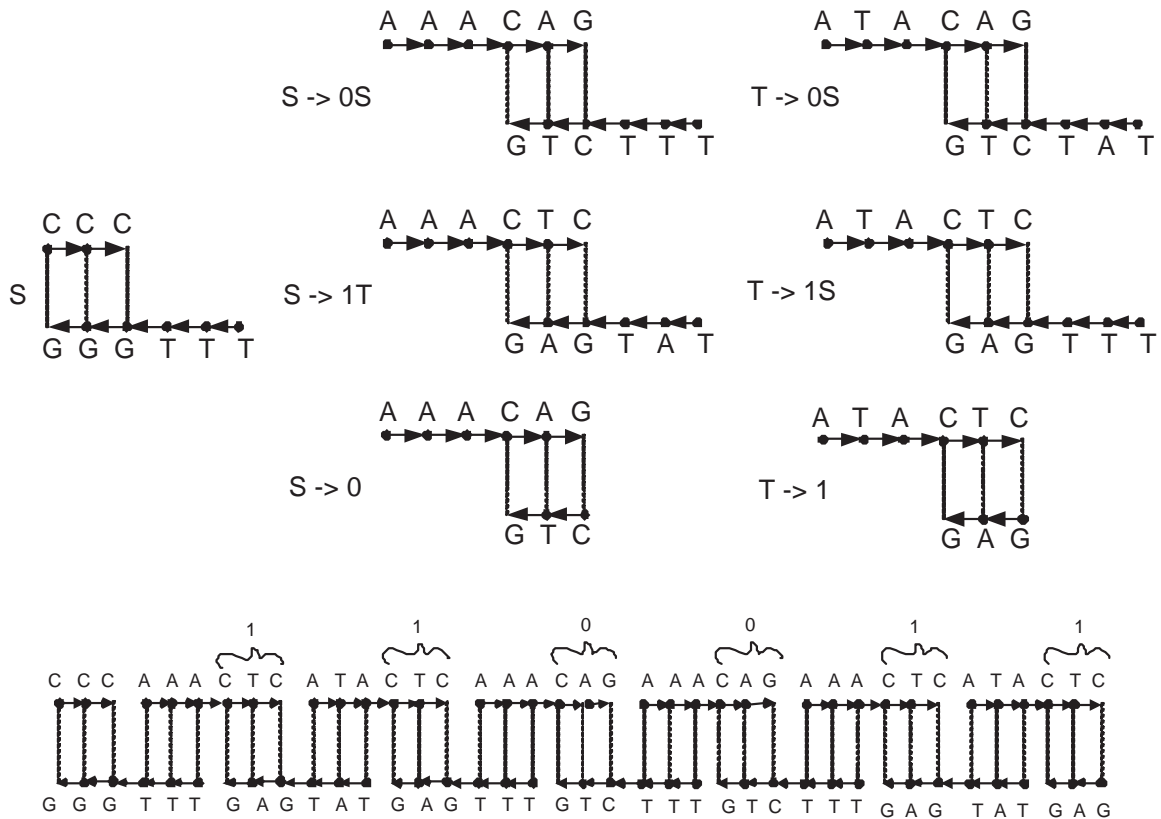 A A A C A G
A T A C A G
S -> 0S
T -> 0S
G T C T T T
G T C T A T
C C C
A A A C T C
A T A C T C
S
S -> 1T
T -> 1S
G G G T T T
G A G T A T
G A G T T T
A A A C A G
A T A C T C
S -> 0
T -> 1
G T C
G A G
1 1 0 0 1 1
C C C A A A C T C A T A C T C A A A C A G A A A C A G A A A C T C A T A C T C
G G G T T T G A G T A T G A G T T T G T C T T T G T C T T T G A G T A T G A G